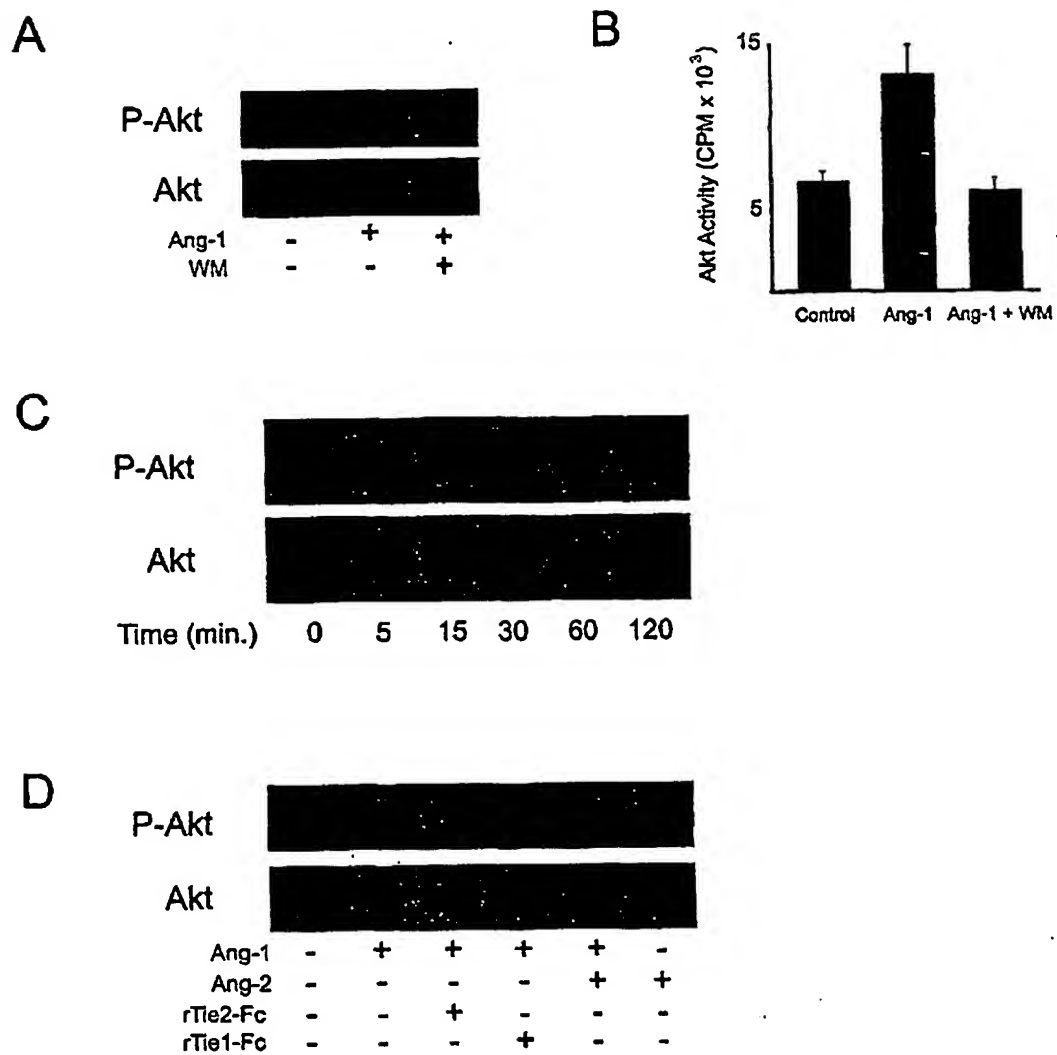 A
P-Akt
Akt
Ang-1 - + +
WM - - +
B
Akt Activity (CPM x 10³)
15
5
Control Ang-1 Ang-1 + WM
C
P-Akt
Akt
Time (min.) 0 5 15 30 60 120
D
P-Akt
Akt
Ang-1 - + + + + -
Ang-2 - - - - + +
rTie2-Fc - - + - - -
rTie1-Fc - - - + - -